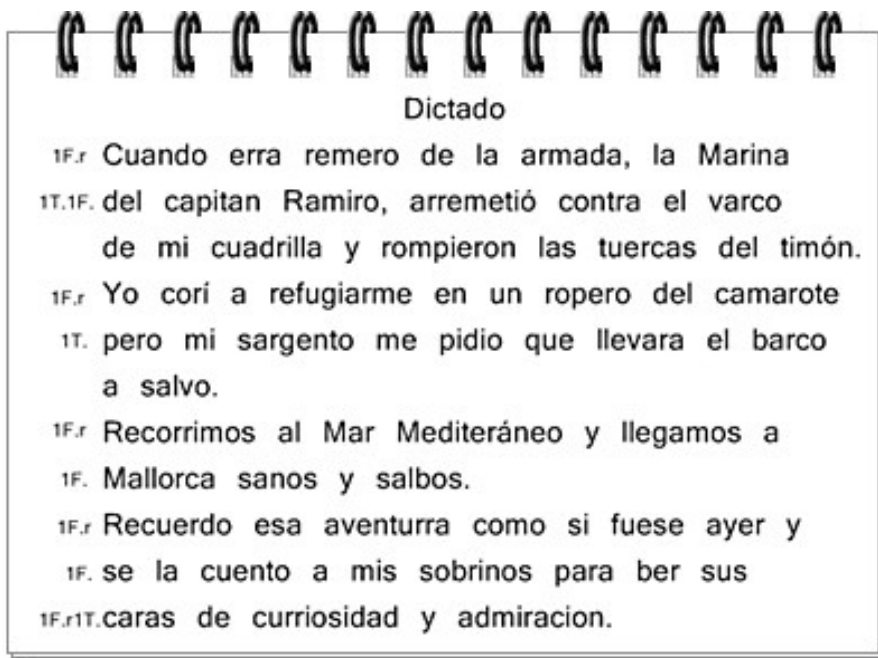 Dictado
1F.r Cuando erra remero de la armada, la Marina
1T.1F. del capitan Ramiro, arremetió contra el varco
de mi cuadrilla y rompieron las tuercas del timón.
1F.r Yo corí a refugiarme en un ropero del camarote
1T. pero mi sargento me pidio que llevara el barco
a salvo.
1F.r Recorrimos al Mar Mediteráneo y llegamos a
1F. Mallorca sanos y salbos.
1F.r Recuerdo esa aventurra como si fuese ayer y
1F. se la cuento a mis sobrinos para ber sus
1F.r1T. caras de curriosidad y admiracion.